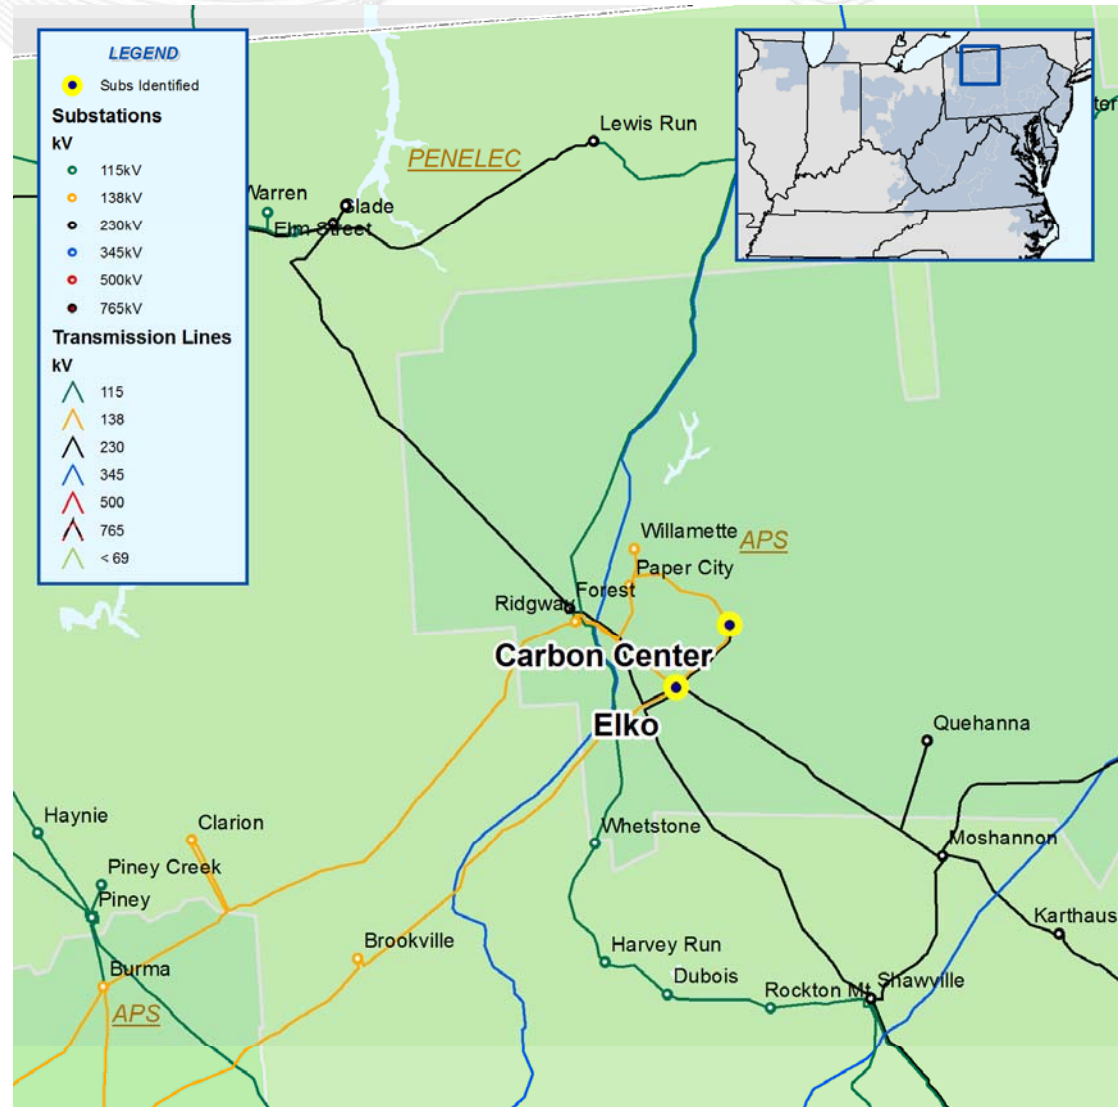 LEGEND
Subs Identified
Substations
kV
115kV
138kV
230kV
345kV
500kV
765kV
Transmission Lines
kV
115
138
230
345
500
765
< 69
Lewis Run
PENELEC
Warren
Glade
Elm Street
Willamette
APS
Paper City
Forest
Ridgway
Carbon Center
Elko
Quehanna
Haynie
Clarion
Whetstone
Moshannon
Piney Creek
Piney
Karthaus
Brookville
Harvey Run
Burma
Dubois
Rockton Mt
Shawville
APS